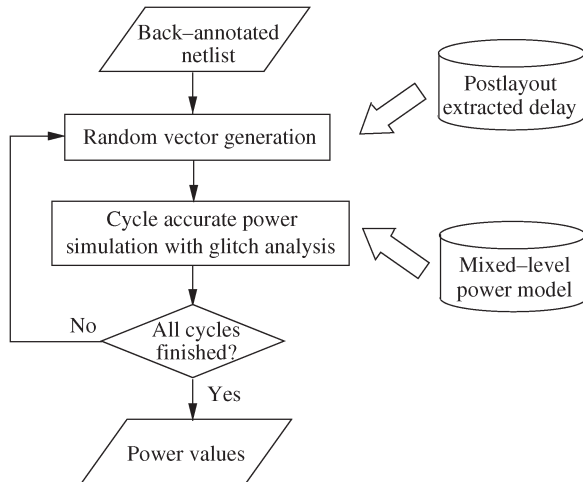 Back–annotated
netlist
Postlayout
extracted delay
Random vector generation
Cycle accurate power
simulation with glitch analysis
Mixed–level
power model
No
All cycles
finished?
Yes
Power values